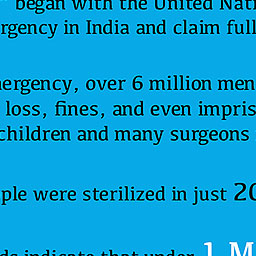 began with the United Nati
rgency in India and claim full
ergency, over 6 million men
loss, fines, and even impris
children and many surgeons
ple were sterilized in just 20
ds indicate that under 1 M